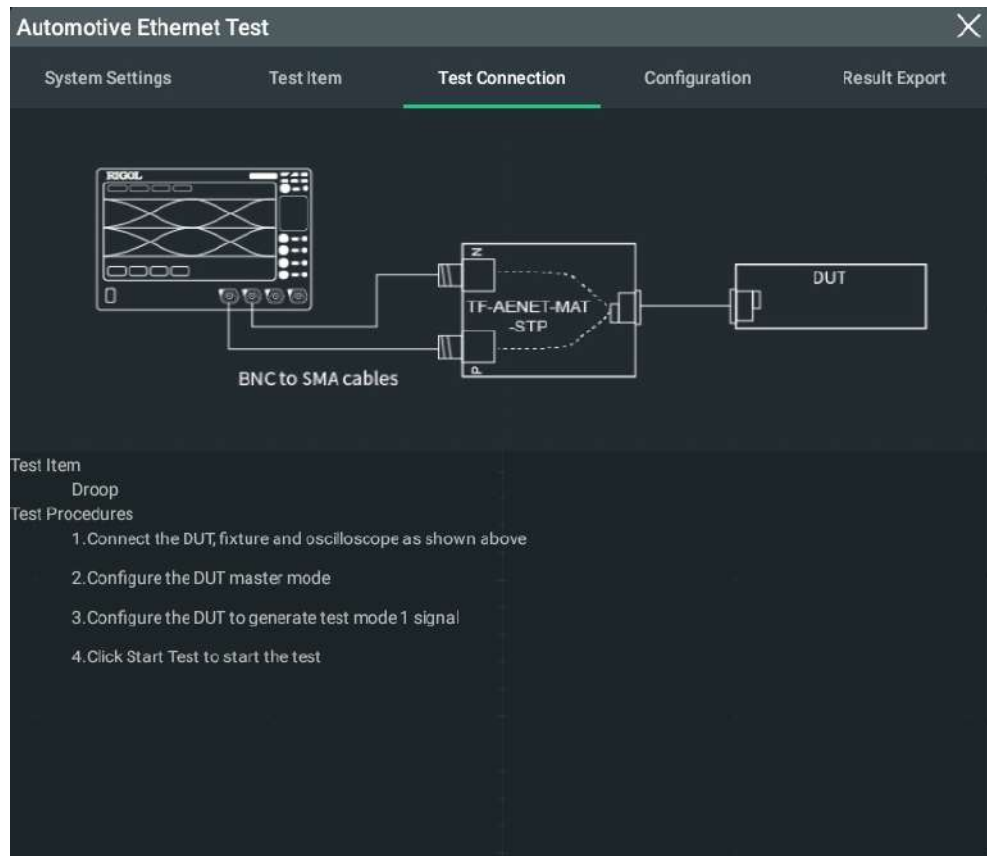 Automotive Ethernet Test
System Settings
Test Item
Test Connection
Configuration
Result Export
RIGOL
N
TF-AENET-MAT
-STP
P
DUT
BNC to SMA cables
Test Item
Droop
Test Procedures
1.Connect the DUT, fixture and oscilloscope as shown above
2.Configure the DUT master mode
3.Configure the DUT to generate test mode 1 signal
4.Click Start Test to start the test